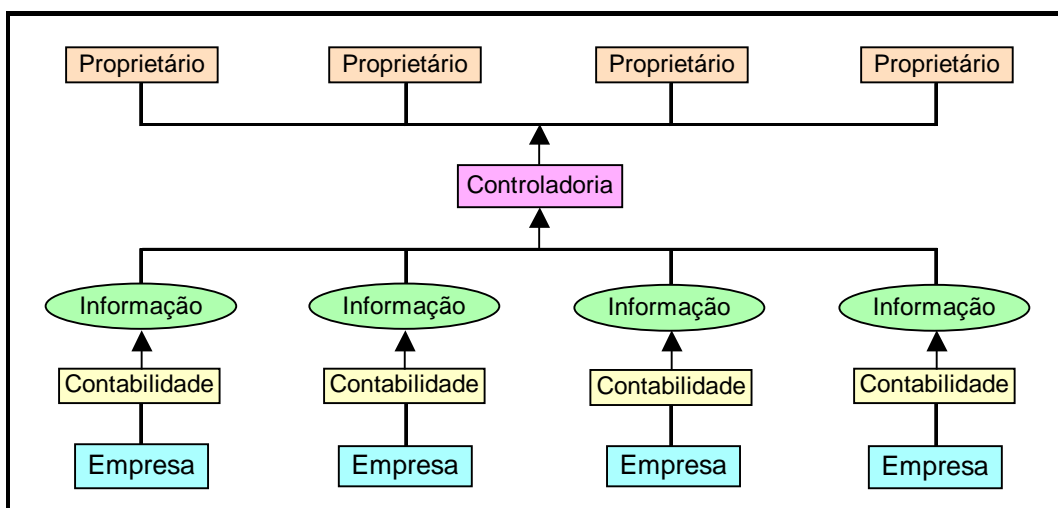 Proprietário Proprietário Proprietário Proprietário
Controladoria
Informação Informação Informação Informação
Contabilidade Contabilidade Contabilidade Contabilidade
Empresa Empresa Empresa Empresa